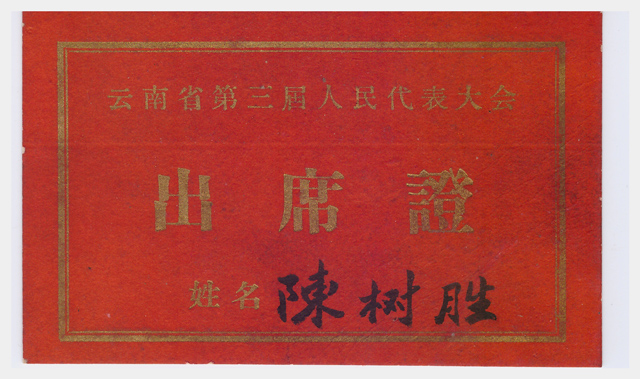 云南省第三届人民代表大会
出席證
姓名 陳树胜